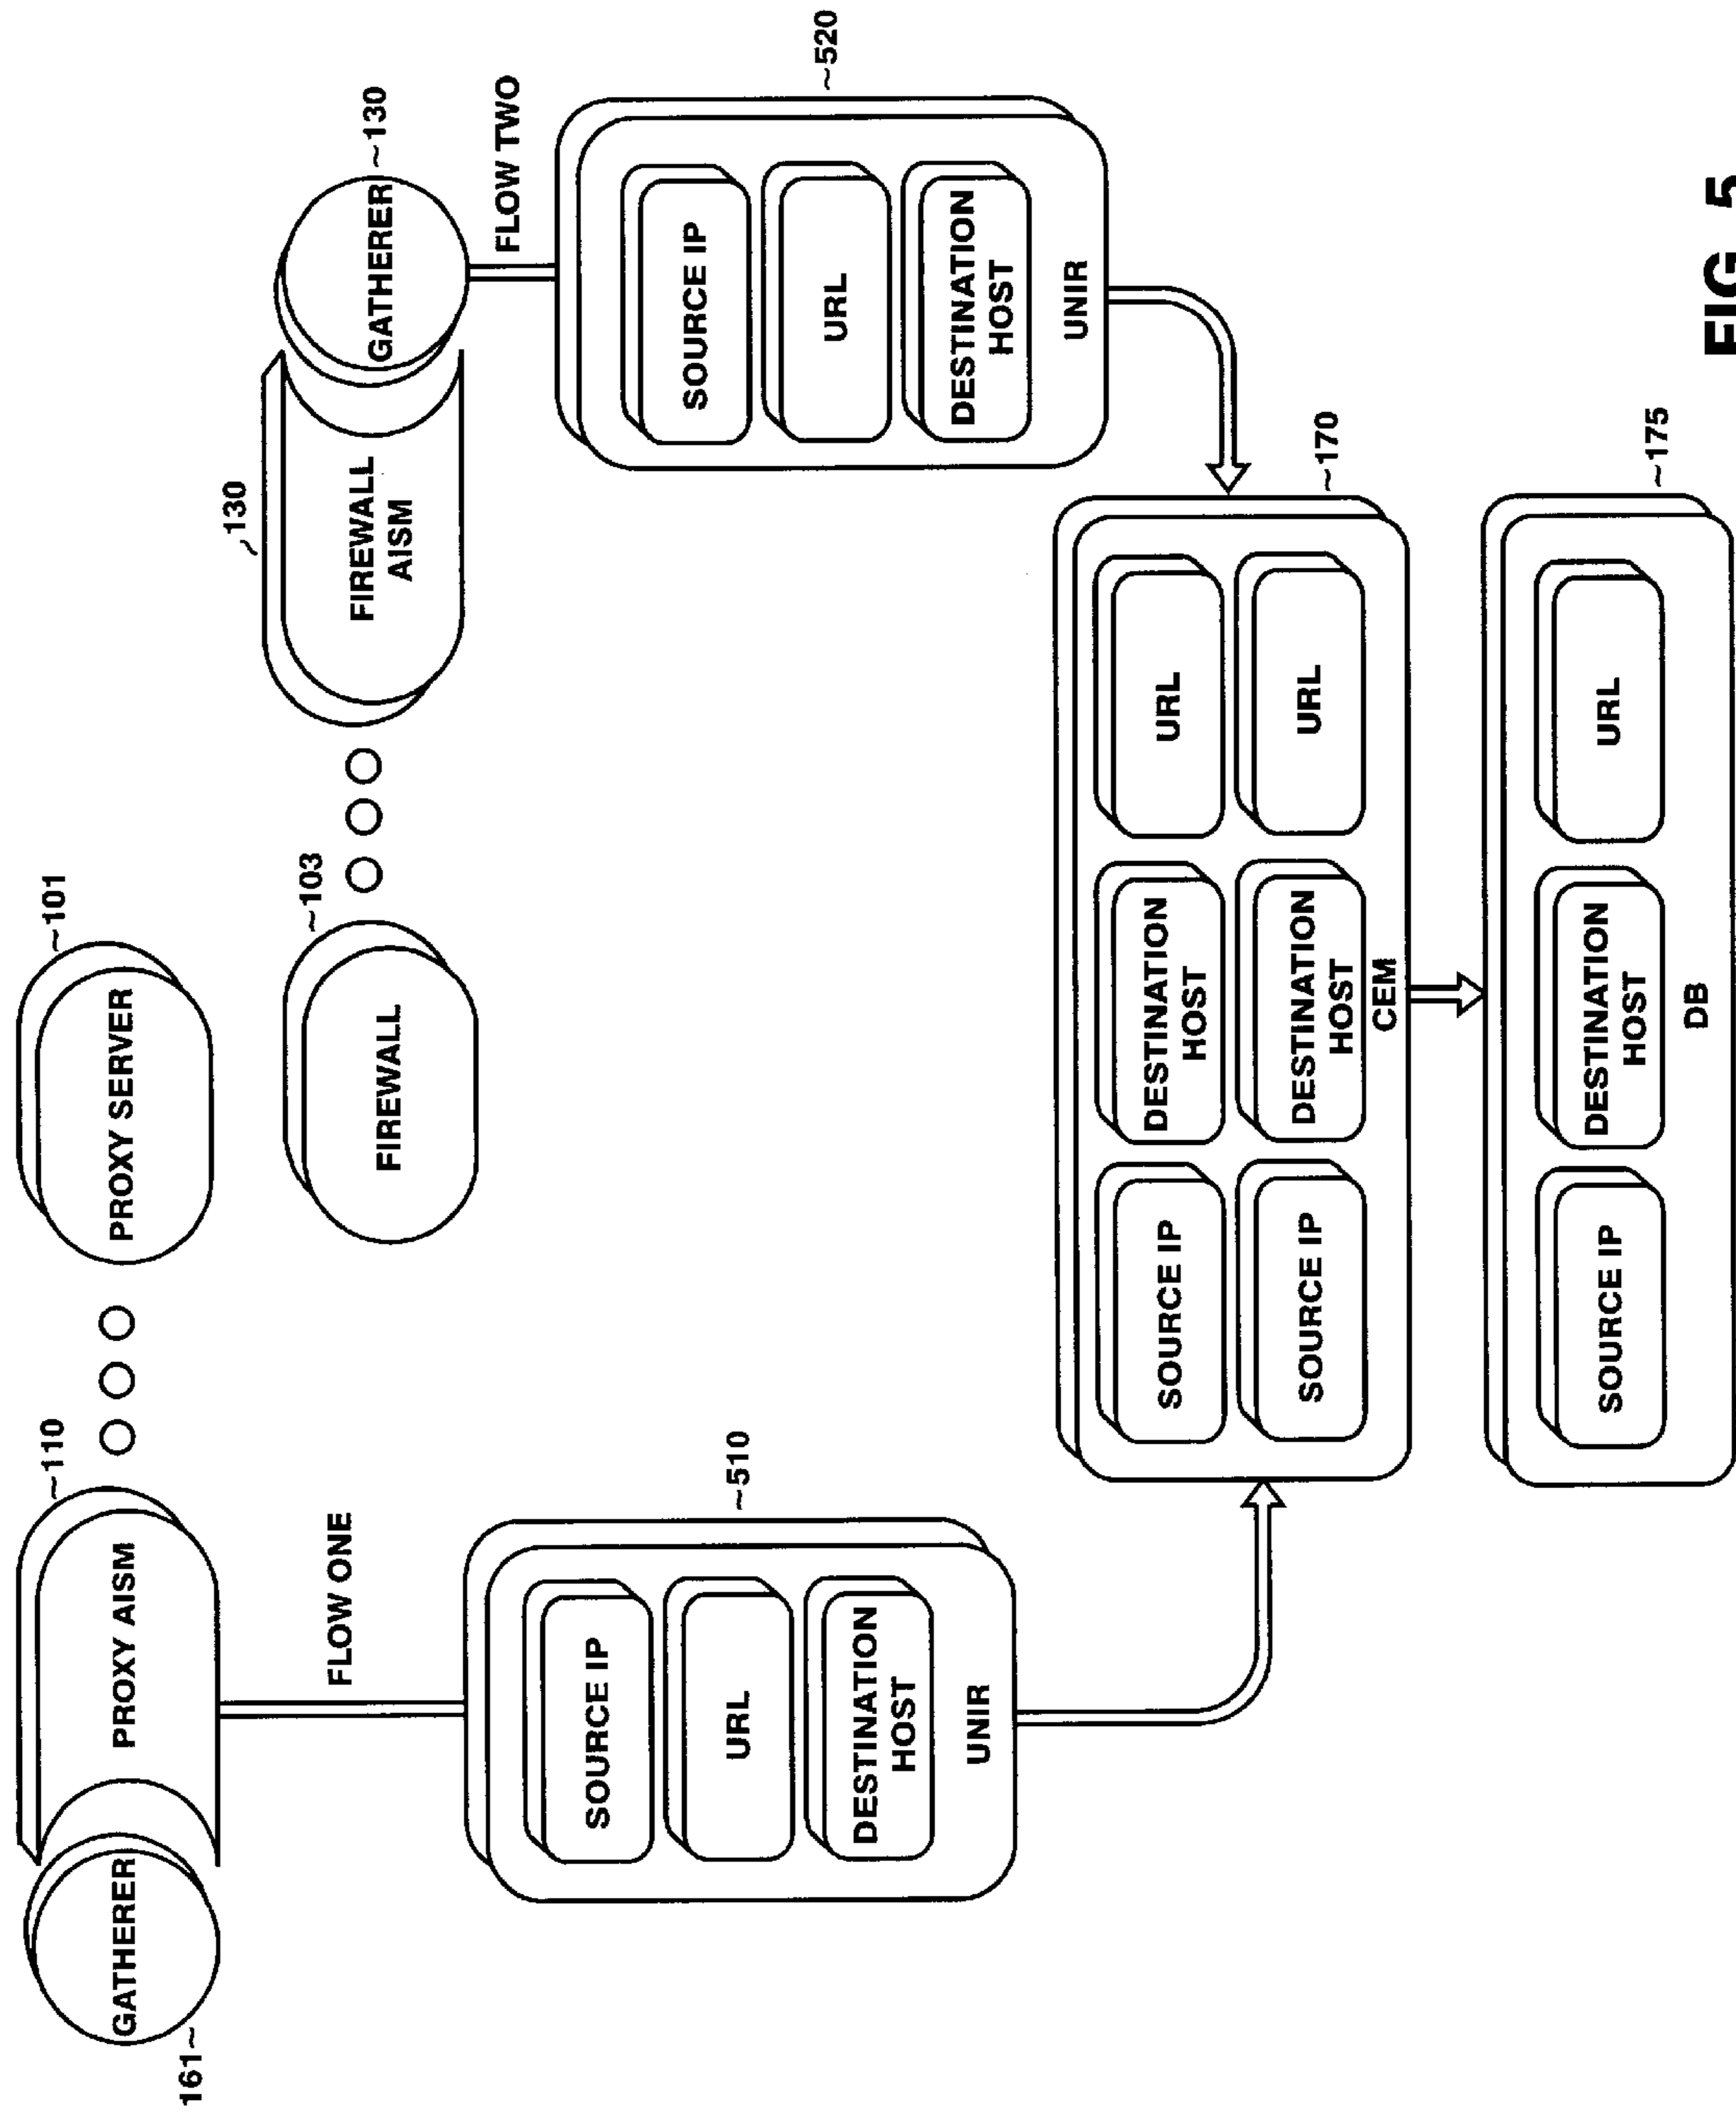 GATHERER
161~
PROXY AISM
~110
PROXY SERVER
~101
FIREWALL
~103
FIREWALL
AISM
~130
GATHERER
~130
FLOW ONE
FLOW TWO
SOURCE IP
URL
DESTINATION
HOST
UNIR
~510
SOURCE IP
URL
DESTINATION
HOST
UNIR
~520
SOURCE IP
DESTINATION
HOST
URL
SOURCE IP
DESTINATION
HOST
URL
CEM
~170
SOURCE IP
DESTINATION
HOST
URL
DB
~175
FIG. 5